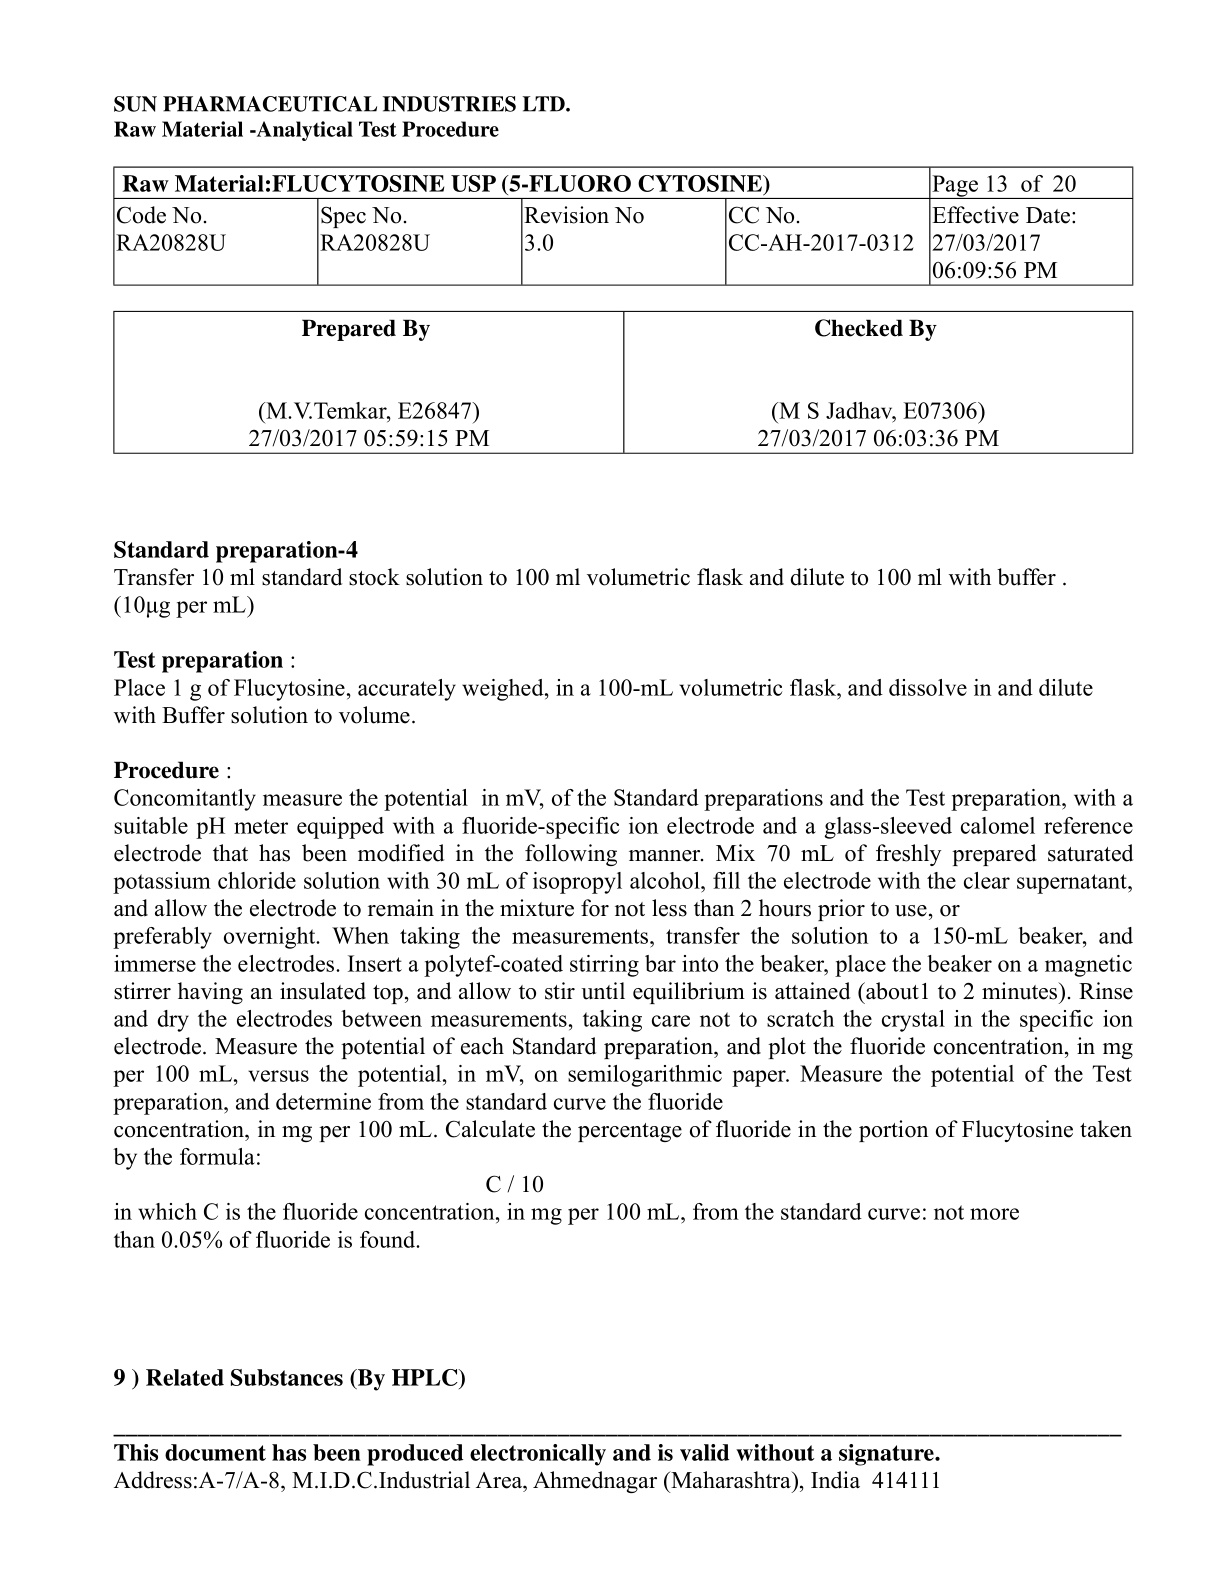 SUN PHARMACEUTICAL INDUSTRIES LTD.
Raw Material -Analytical Test Procedure
Raw Material:FLUCYTOSINE USP (5-FLUORO CYTOSINE)
Page 13 of 20
Code No.
RA20828U
Spec No.
RA20828U
Revision No
3.0
CC No.
CC-AH-2017-0312
Effective Date:
27/03/2017
06:09:56 PM
Prepared By
(M.V.Temkar, E26847)
27/03/2017 05:59:15 PM
Checked By
(M S Jadhav, E07306)
27/03/2017 06:03:36 PM
Standard preparation-4
Transfer 10 ml standard stock solution to 100 ml volumetric flask and dilute to 100 ml with buffer .
(10µg per mL)
Test preparation :
Place 1 g of Flucytosine, accurately weighed, in a 100-mL volumetric flask, and dissolve in and dilute
with Buffer solution to volume.
Procedure :
Concomitantly measure the potential in mV, of the Standard preparations and the Test preparation, with a
suitable pH meter equipped with a fluoride-specific ion electrode and a glass-sleeved calomel reference
electrode that has been modified in the following manner. Mix 70 mL of freshly prepared saturated
potassium chloride solution with 30 mL of isopropyl alcohol, fill the electrode with the clear supernatant,
and allow the electrode to remain in the mixture for not less than 2 hours prior to use, or
preferably overnight. When taking the measurements, transfer the solution to a 150-mL beaker, and
immerse the electrodes. Insert a polytef-coated stirring bar into the beaker, place the beaker on a magnetic
stirrer having an insulated top, and allow to stir until equilibrium is attained (about1 to 2 minutes). Rinse
and dry the electrodes between measurements, taking care not to scratch the crystal in the specific ion
electrode. Measure the potential of each Standard preparation, and plot the fluoride concentration, in mg
per 100 mL, versus the potential, in mV, on semilogarithmic paper. Measure the potential of the Test
preparation, and determine from the standard curve the fluoride
concentration, in mg per 100 mL. Calculate the percentage of fluoride in the portion of Flucytosine taken
by the formula:
C / 10
in which C is the fluoride concentration, in mg per 100 mL, from the standard curve: not more
than 0.05% of fluoride is found.
9 ) Related Substances (By HPLC)
This document has been produced electronically and is valid without a signature.
Address:A-7/A-8, M.I.D.C.Industrial Area, Ahmednagar (Maharashtra), India 414111